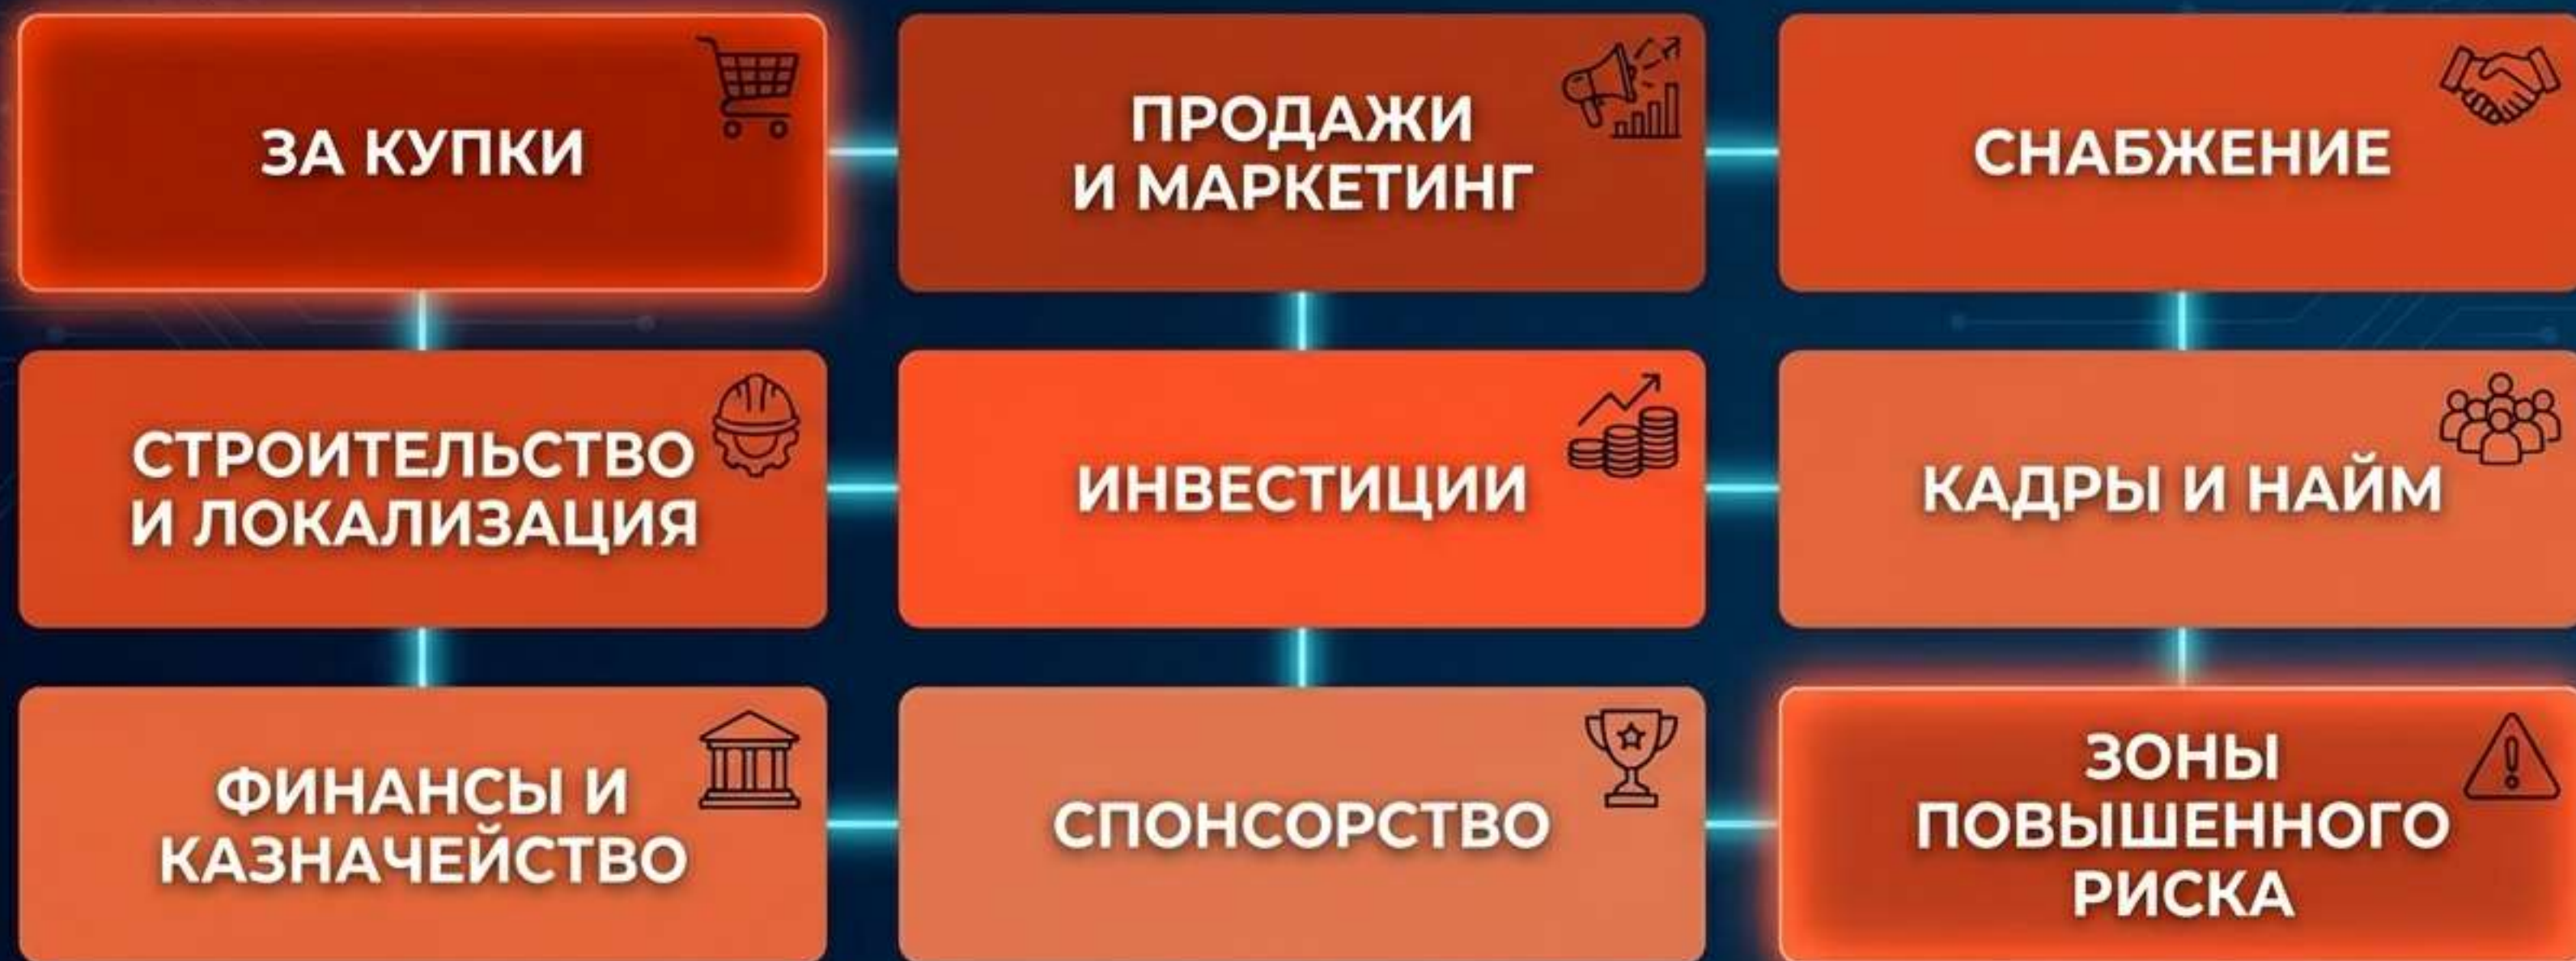 ЗА КУПКИ
ПРОДАЖИ
И МАРКЕТИНГ
СНАБЖЕНИЕ
СТРОИТЕЛЬСТВО
И ЛОКАЛИЗАЦИЯ
ИНВЕСТИЦИИ
КАДРЫ И НАЙМ
ФИНАНСЫ И
КАЗНАЧЕЙСТВО
СПОНСОРСТВО
ЗОНЫ
ПОВЫШЕННОГО
РИСКА